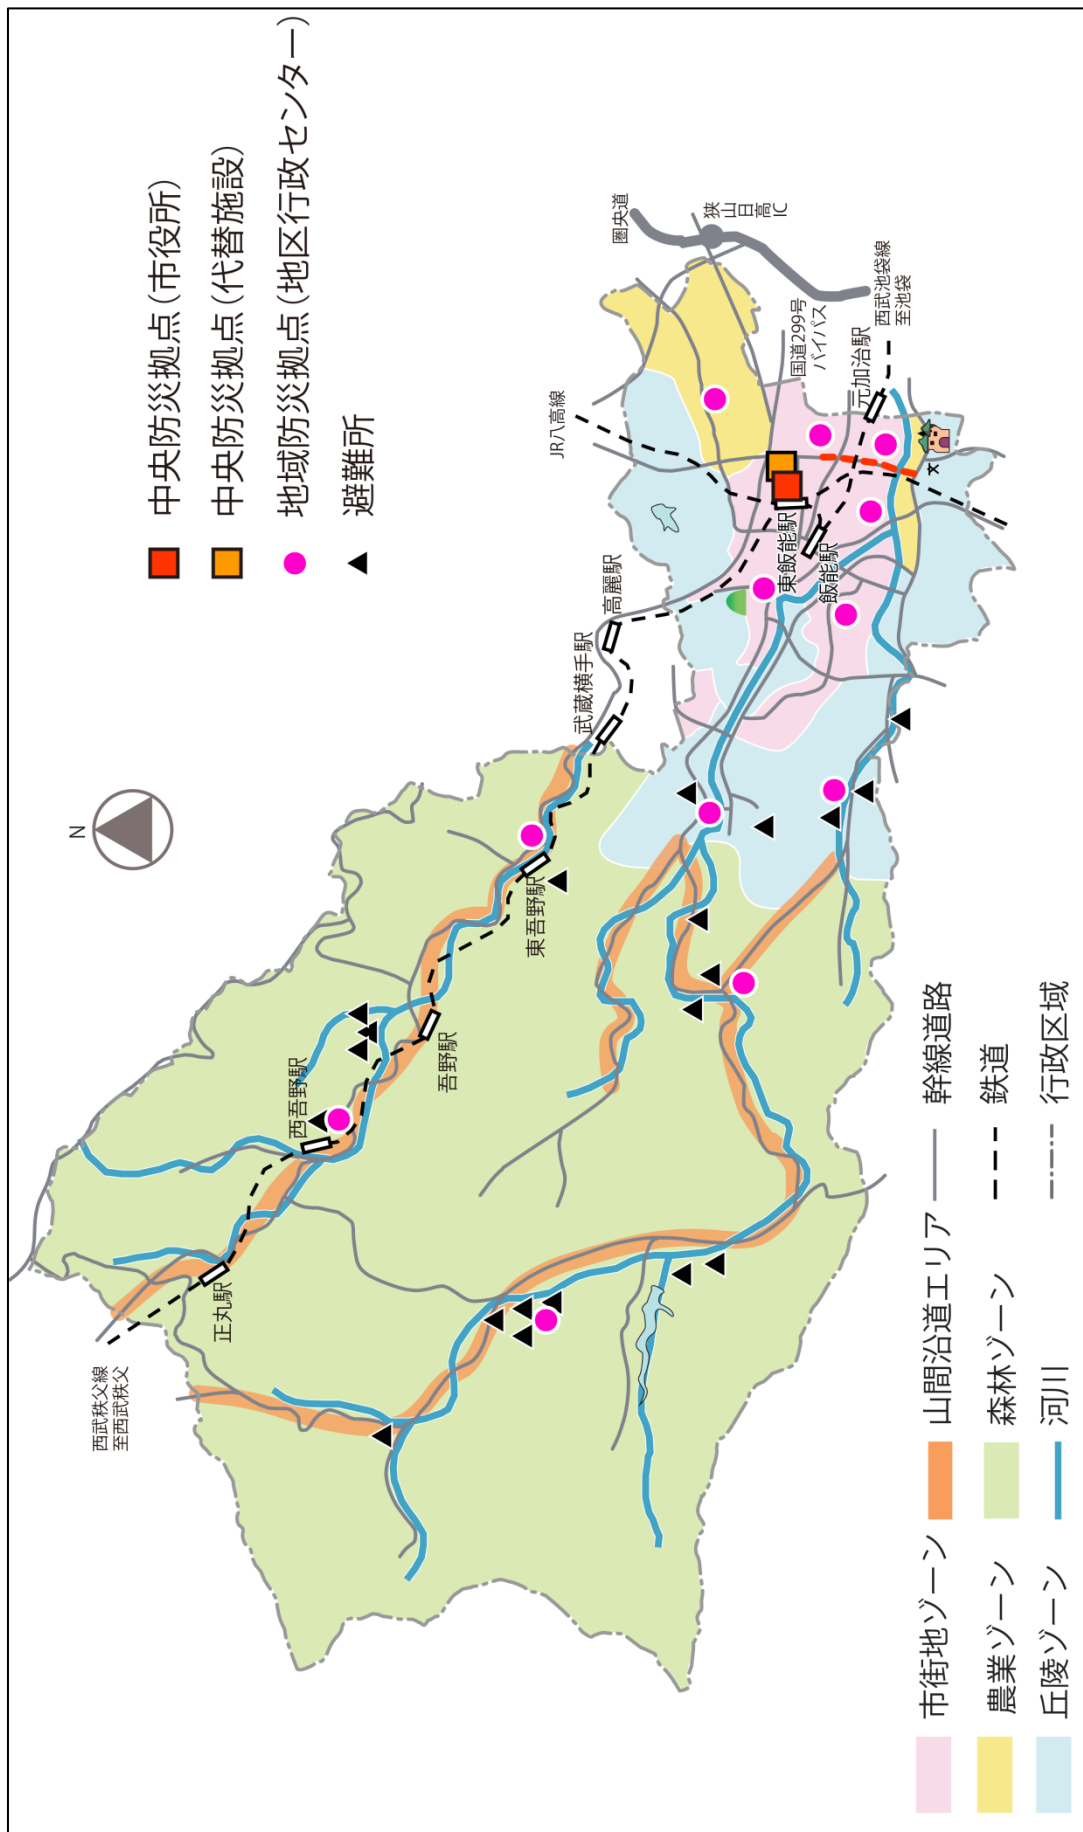 中央防災拠点（市役所）
中央防災拠点（代替施設）
地域防災拠点（地区行政センター）
避難所
N
圏央道
狭山日高IC
国道299号
バイパス
西武池袋線
至池袋
元加治駅
JR八高線
東飯能駅
飯能駅
高麗駅
武蔵横手駅
東吾野駅
吾野駅
西吾野駅
正丸駅
西武秩父線
至西武秩父
市街地ゾーン
山間沿道エリア
幹線道路
農業ゾーン
森林ゾーン
鉄道
丘陵ゾーン
河川
行政区域